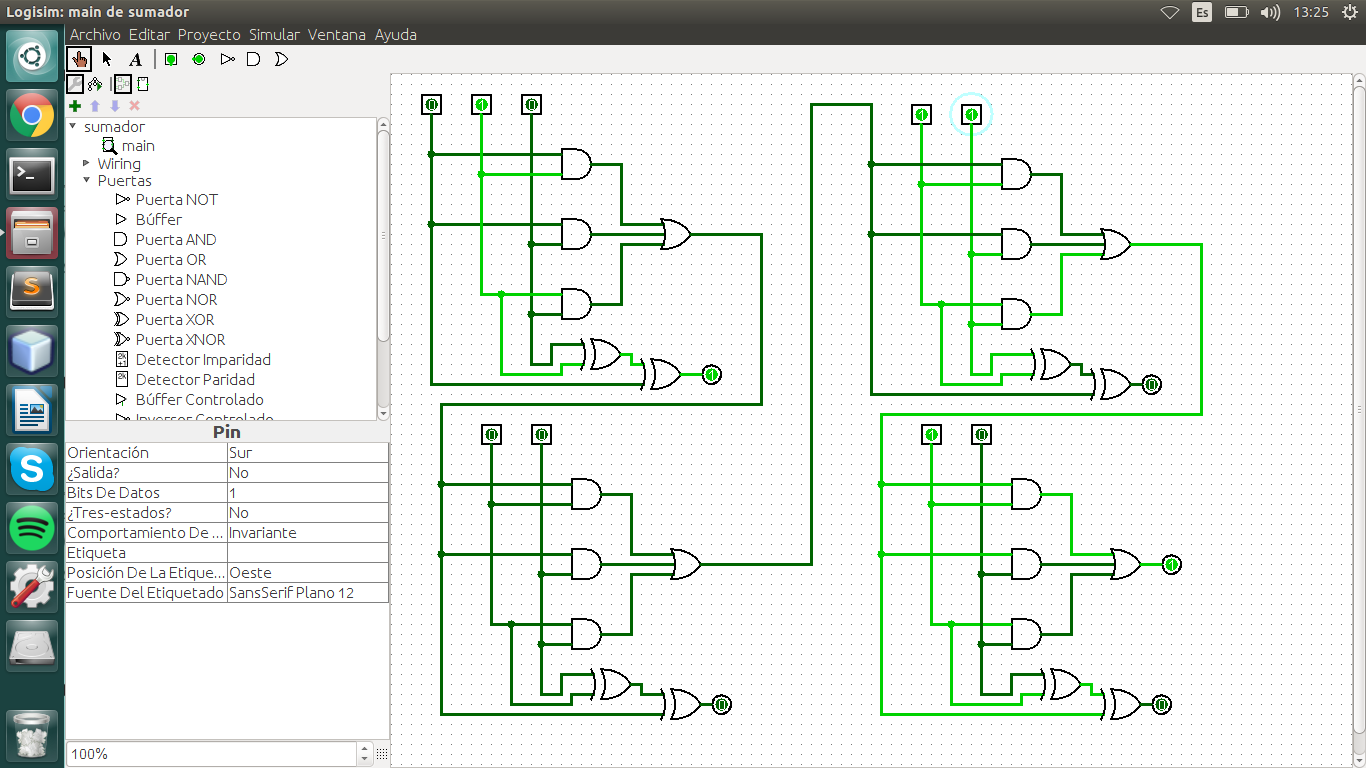 Logisim: main de sumador
Es
13:25
Archivo Editar Proyecto Simular Ventana Ayuda
A
sumador
main
Wiring
Puertas
Puerta NOT
Búffer
Puerta AND
Puerta OR
Puerta NAND
Puerta NOR
Puerta XOR
Puerta XNOR
Detector Imparidad
Detector Paridad
Búffer Controlado
Inversor Controlado
Pin
Orientación Sur
¿Salida? No
Bits De Datos 1
¿Tres-estados? No
Comportamiento De ... Invariante
Etiqueta
Posición De La Etique... Oeste
Fuente Del Etiquetado SansSerif Plano 12
100%
0 1 0
1 1
1
0
0 0
1 0
1
0
0